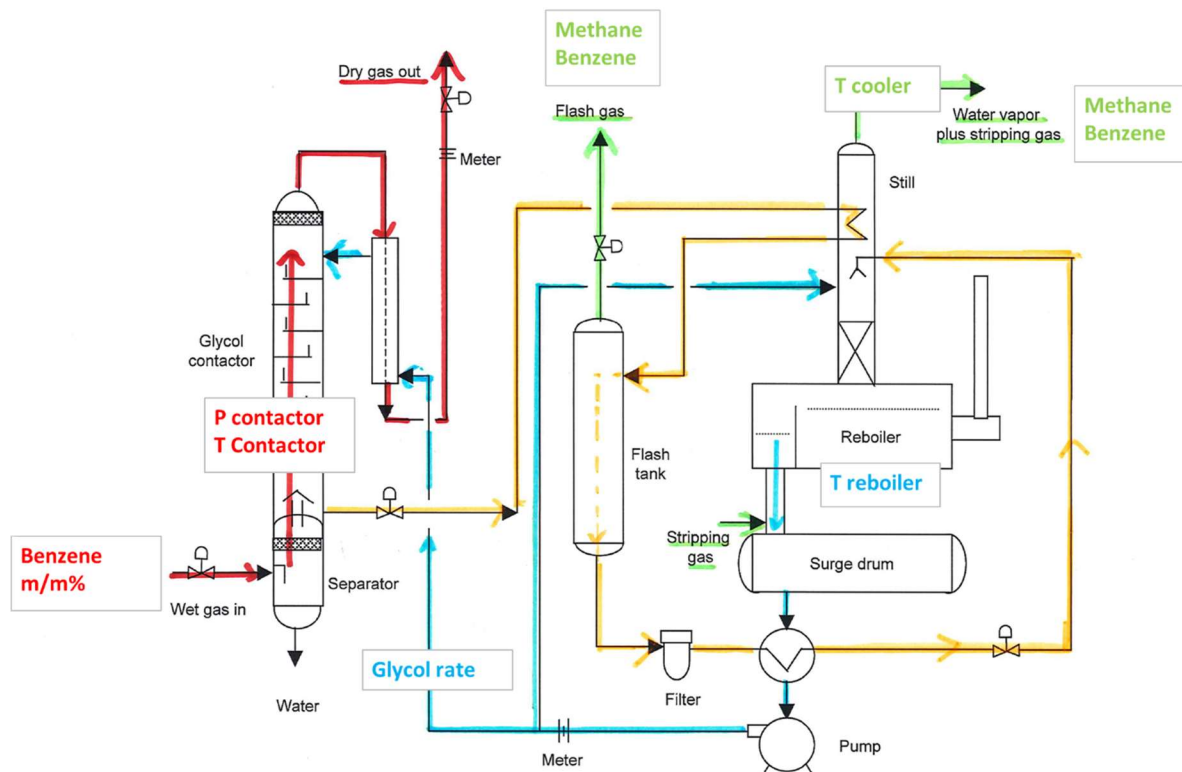 Methane
Benzene
Dry gas out
T cooler
Flash gas
Water vapor
plus stripping gas
Methane
Benzene
Meter
Still
Glycol
contactor
P contactor
T Contactor
Reboiler
Flash
tank
T reboiler
Stripping
gas
Benzene
m/m%
Separator
Surge drum
Wet gas in
Glycol rate
Filter
Water
Meter
Pump